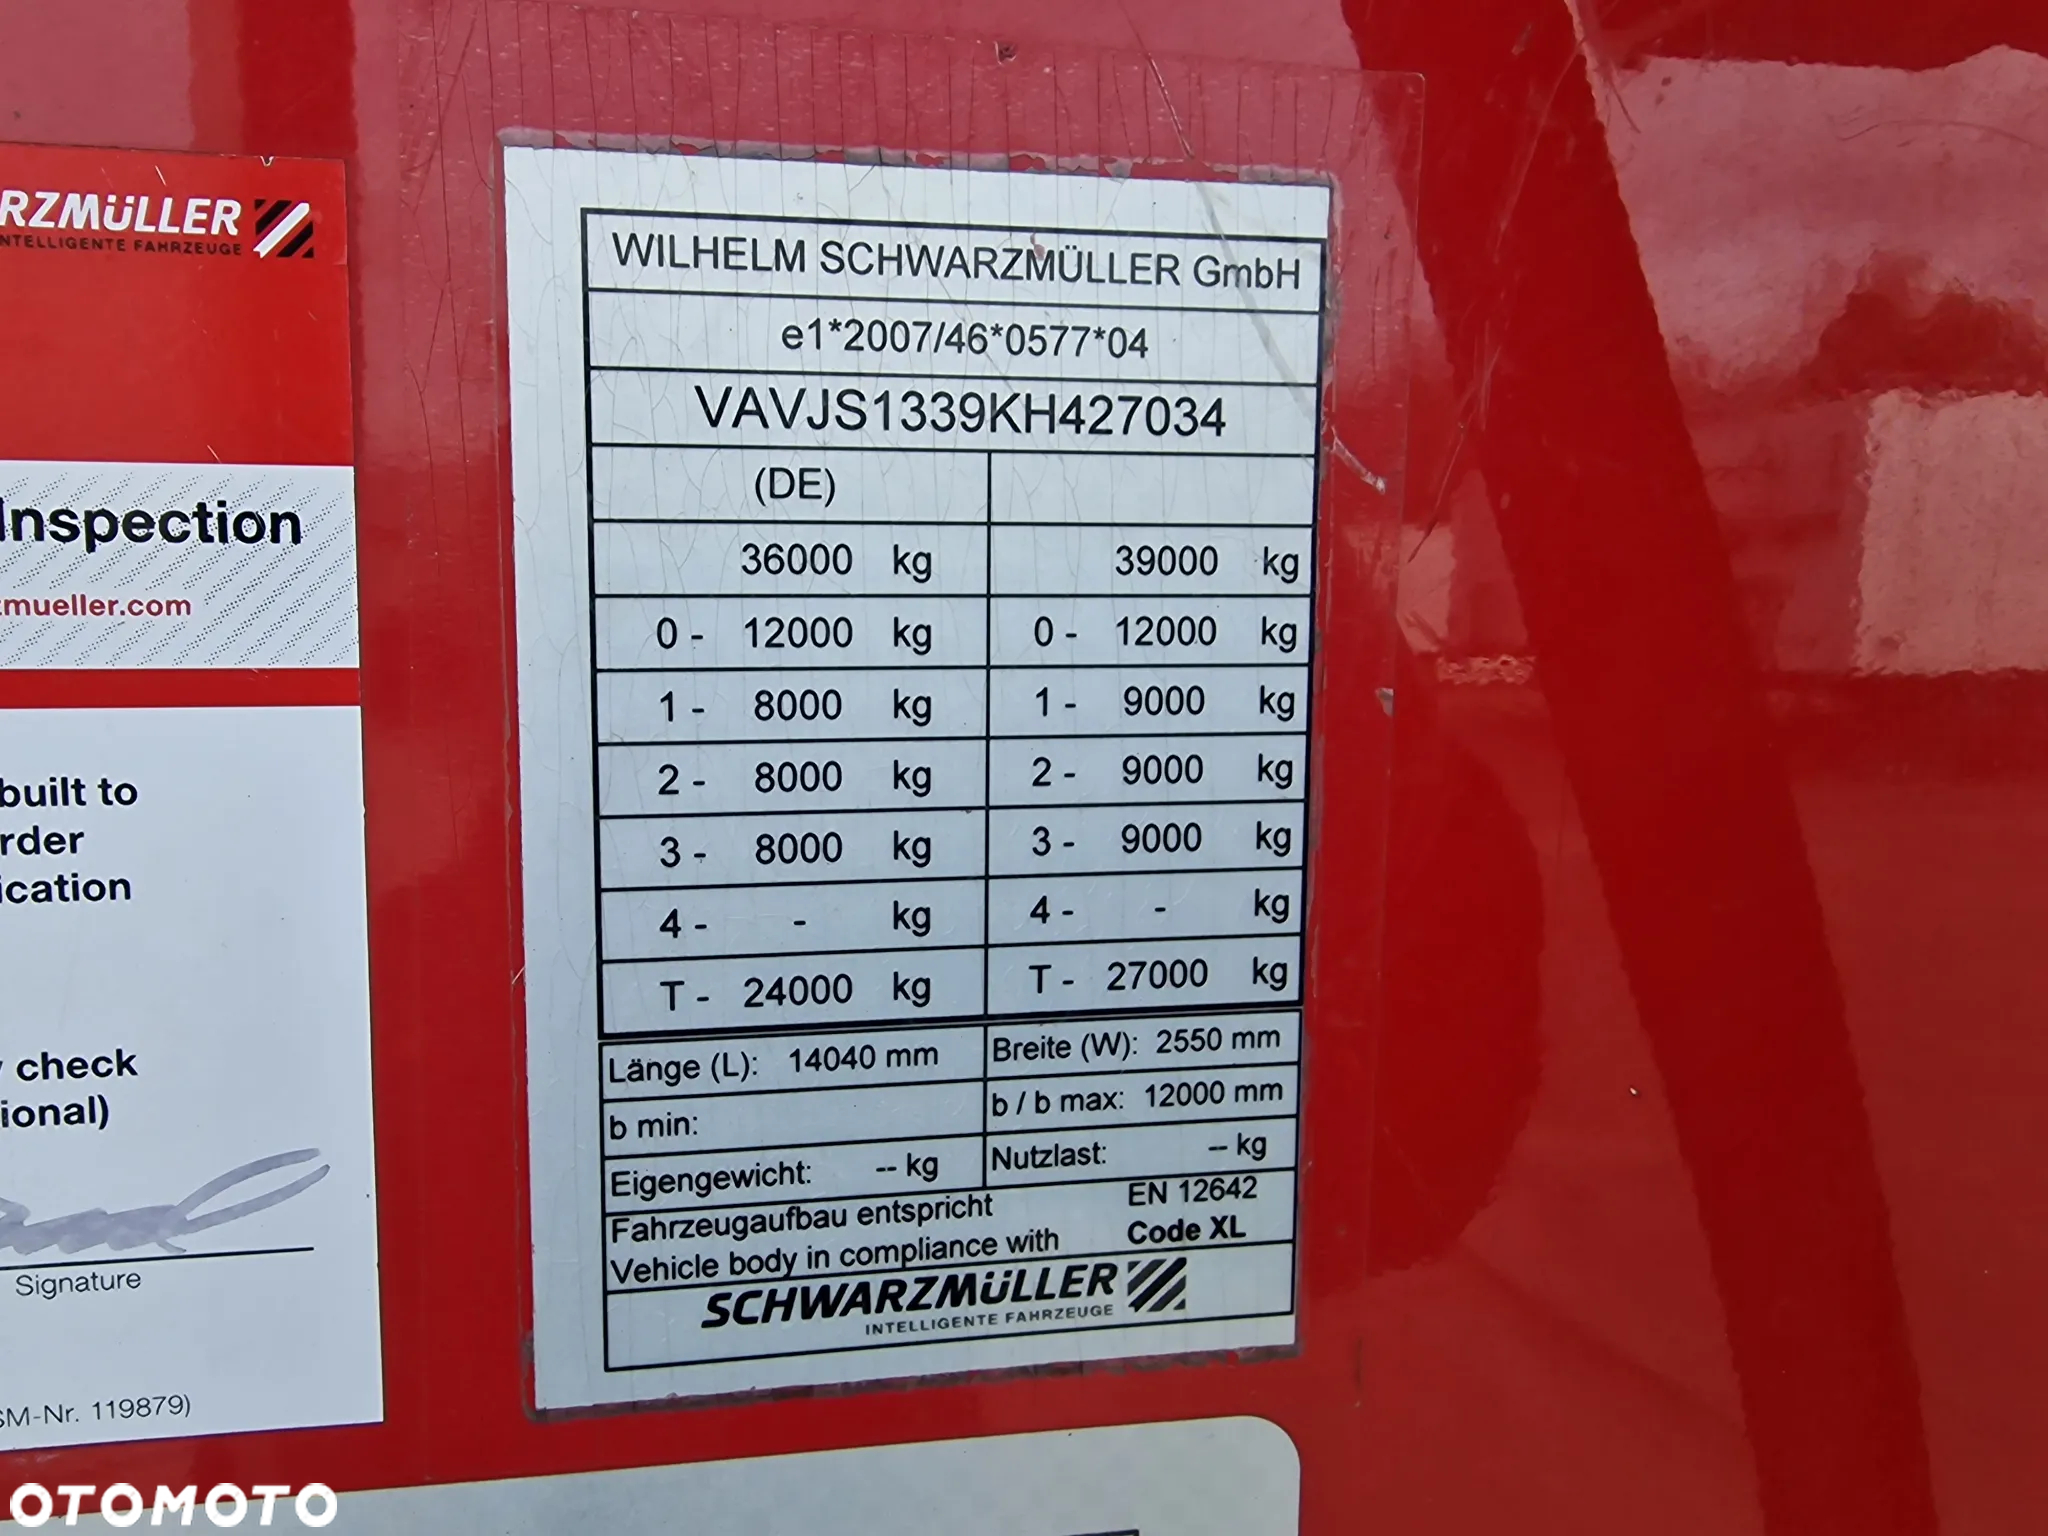 RZMÜLLER
INTELLIGENTE FAHRZEUGE
Inspection
zmueller.com
built to
rder
ication
check
ional)
Signature
SM-Nr. 119879)
WILHELM SCHWARZMÜLLER GmbH
e1*2007/46*0577*04
VAVJS1339KH427034
(DE)
36000 kg 39000 kg
0 - 12000 kg 0 - 12000 kg
1 - 8000 kg 1 - 9000 kg
2 - 8000 kg 2 - 9000 kg
3 - 8000 kg 3 - 9000 kg
4 - - kg 4 - - kg
T - 24000 kg T - 27000 kg
Länge (L): 14040 mm Breite (W): 2550 mm
b min: b / b max: 12000 mm
Eigengewicht: -- kg Nutzlast: -- kg
Fahrzeugaufbau entspricht EN 12642
Vehicle body in compliance with Code XL
SCHWARZMÜLLER
INTELLIGENTE FAHRZEUGE
OTOMOTO